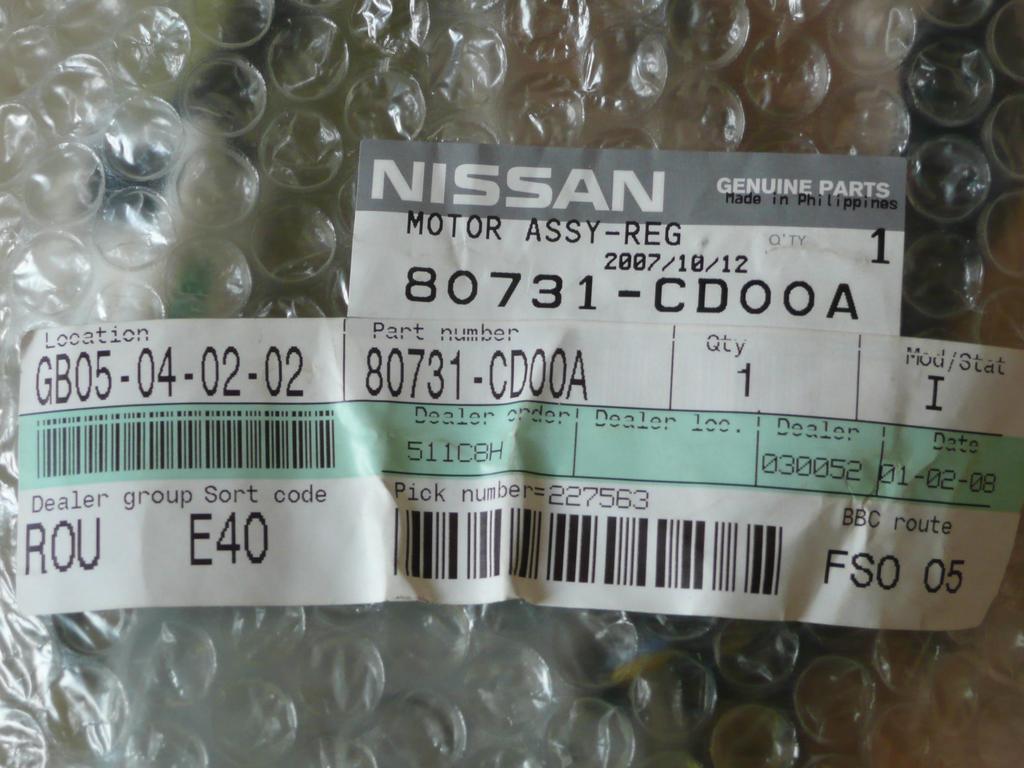 NISSAN GENUINE PARTS
Made in Philippines
MOTOR ASSY-REG Q'TY 1
2007/10/12
80731-CD00A
Location Part number Qty Mod/Stat
GB05-04-02-02 80731-CD00A 1 I
Dealer order Dealer loc. Dealer Date
511C8H 030052 01-02-08
Dealer group Sort code Pick number=227563 BBC route
ROU E40 FSO 05